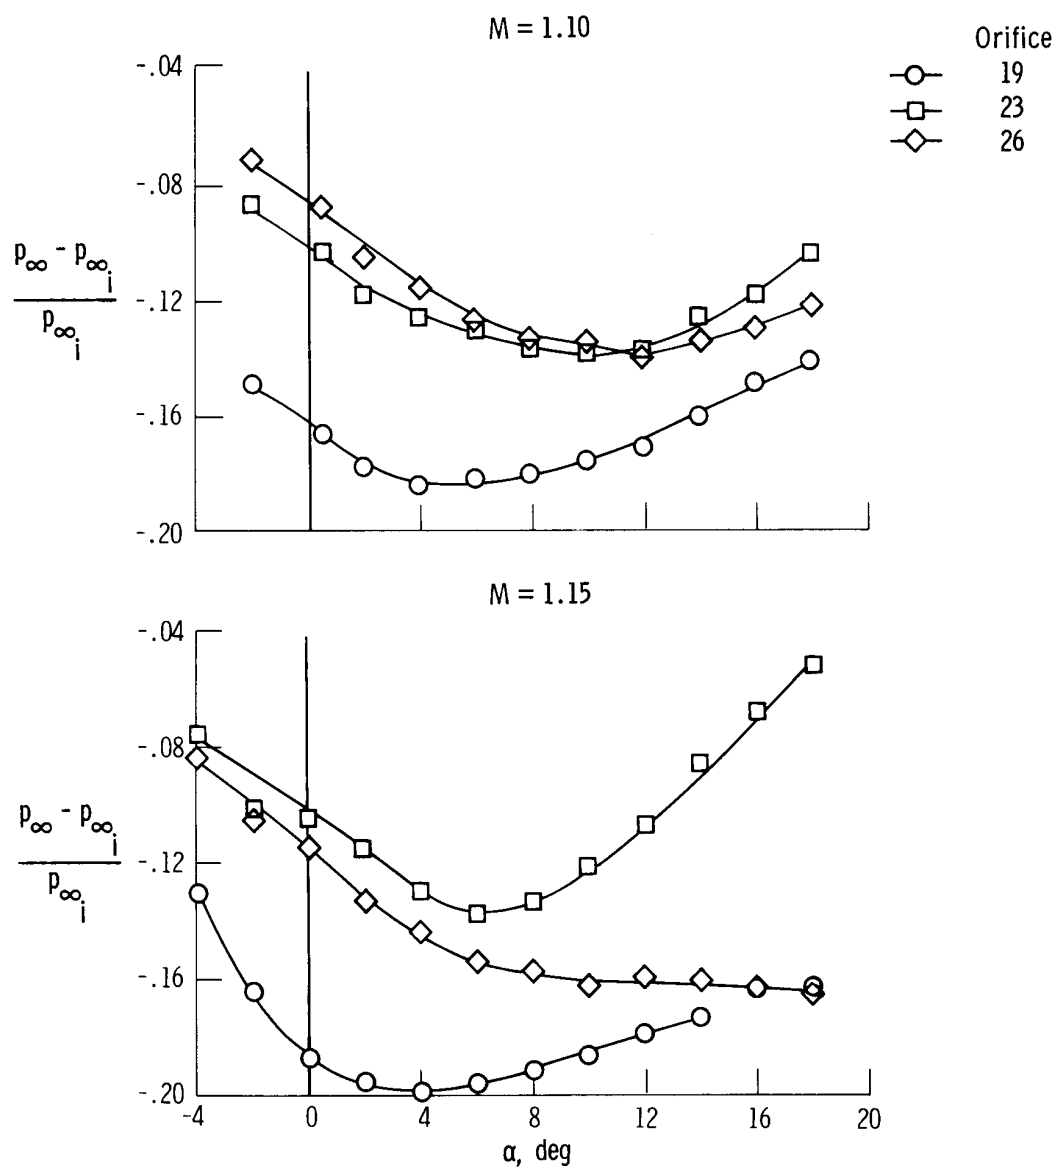 M = 1.10
Orifice
19
23
26
-.04
-.08
-.12
-.16
-.20
p∞ - p∞i
p∞i
M = 1.15
-.04
-.08
-.12
-.16
-.20
p∞ - p∞i
p∞i
-4 0 4 8 12 16 20
α, deg